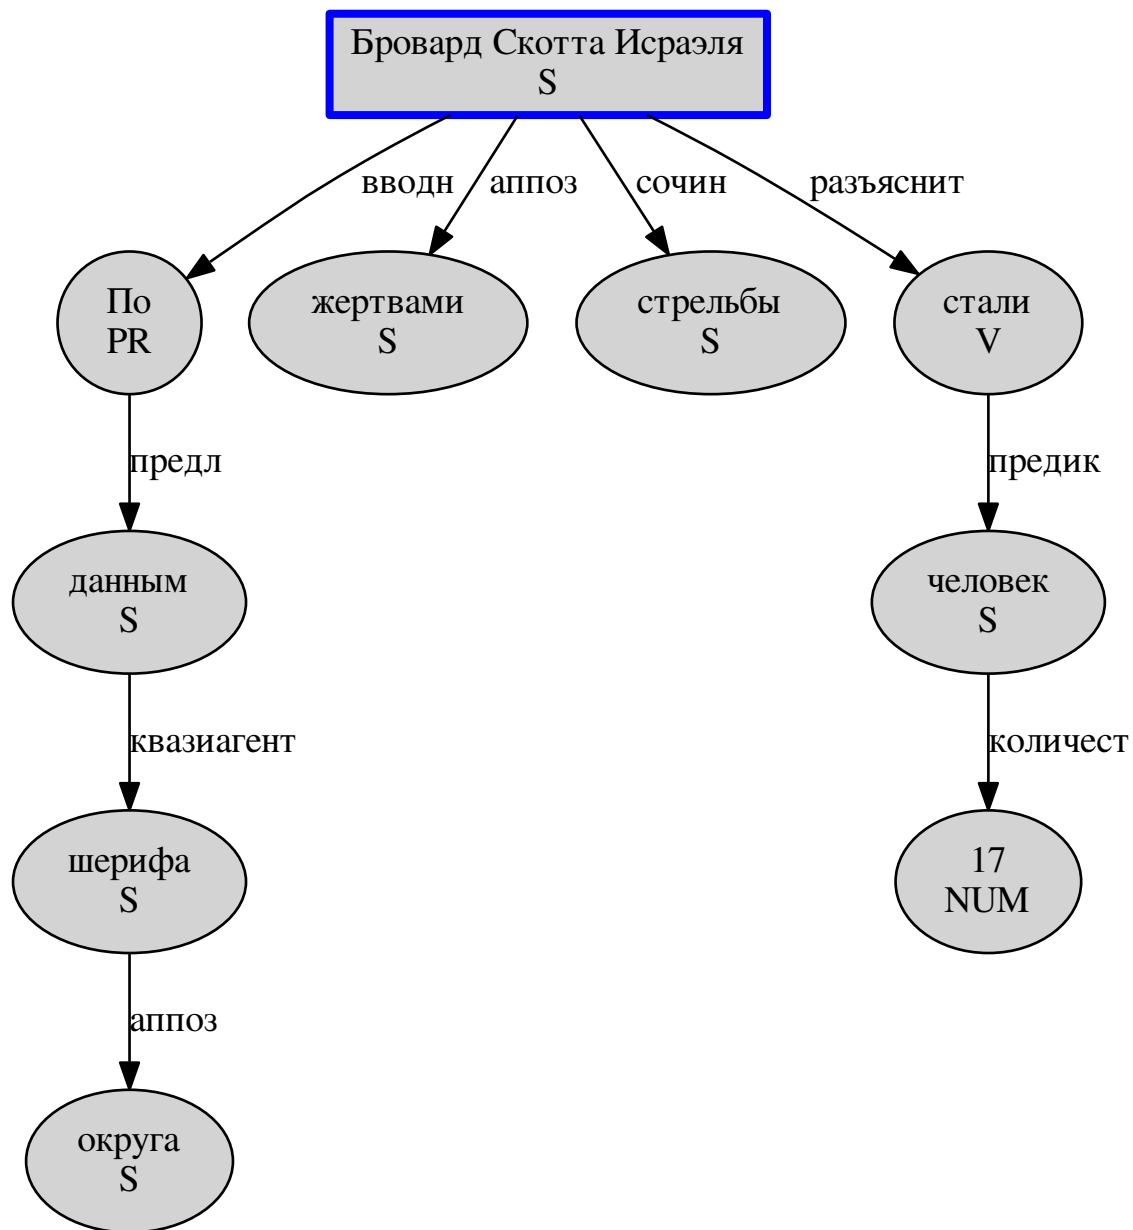 Бровард Скотта Исраэля
S
вводн
аппоз
сочин
разъяснит
По
PR
жертвами
S
стрельбы
S
стали
V
предл
предик
данным
S
человек
S
квазиагент
количест
шерифа
S
17
NUM
аппоз
округа
S